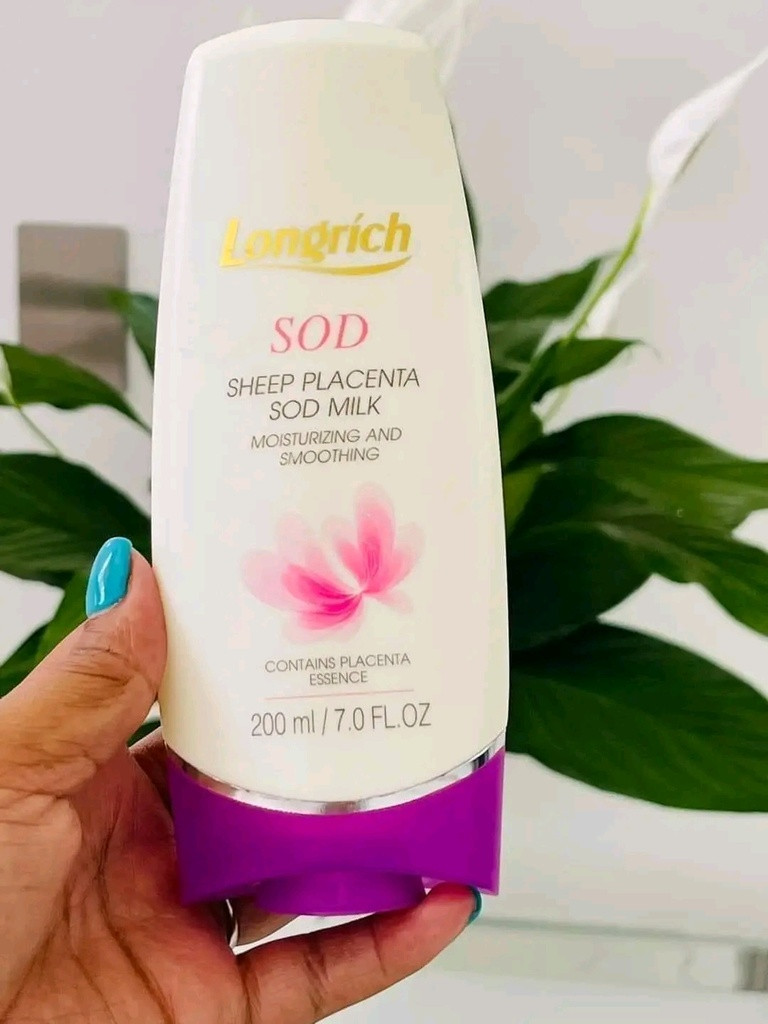 Longrich
SOD
SHEEP PLACENTA
SOD MILK
MOISTURIZING AND
SMOOTHING
CONTAINS PLACENTA
ESSENCE
200 ml / 7.0 FL.OZ